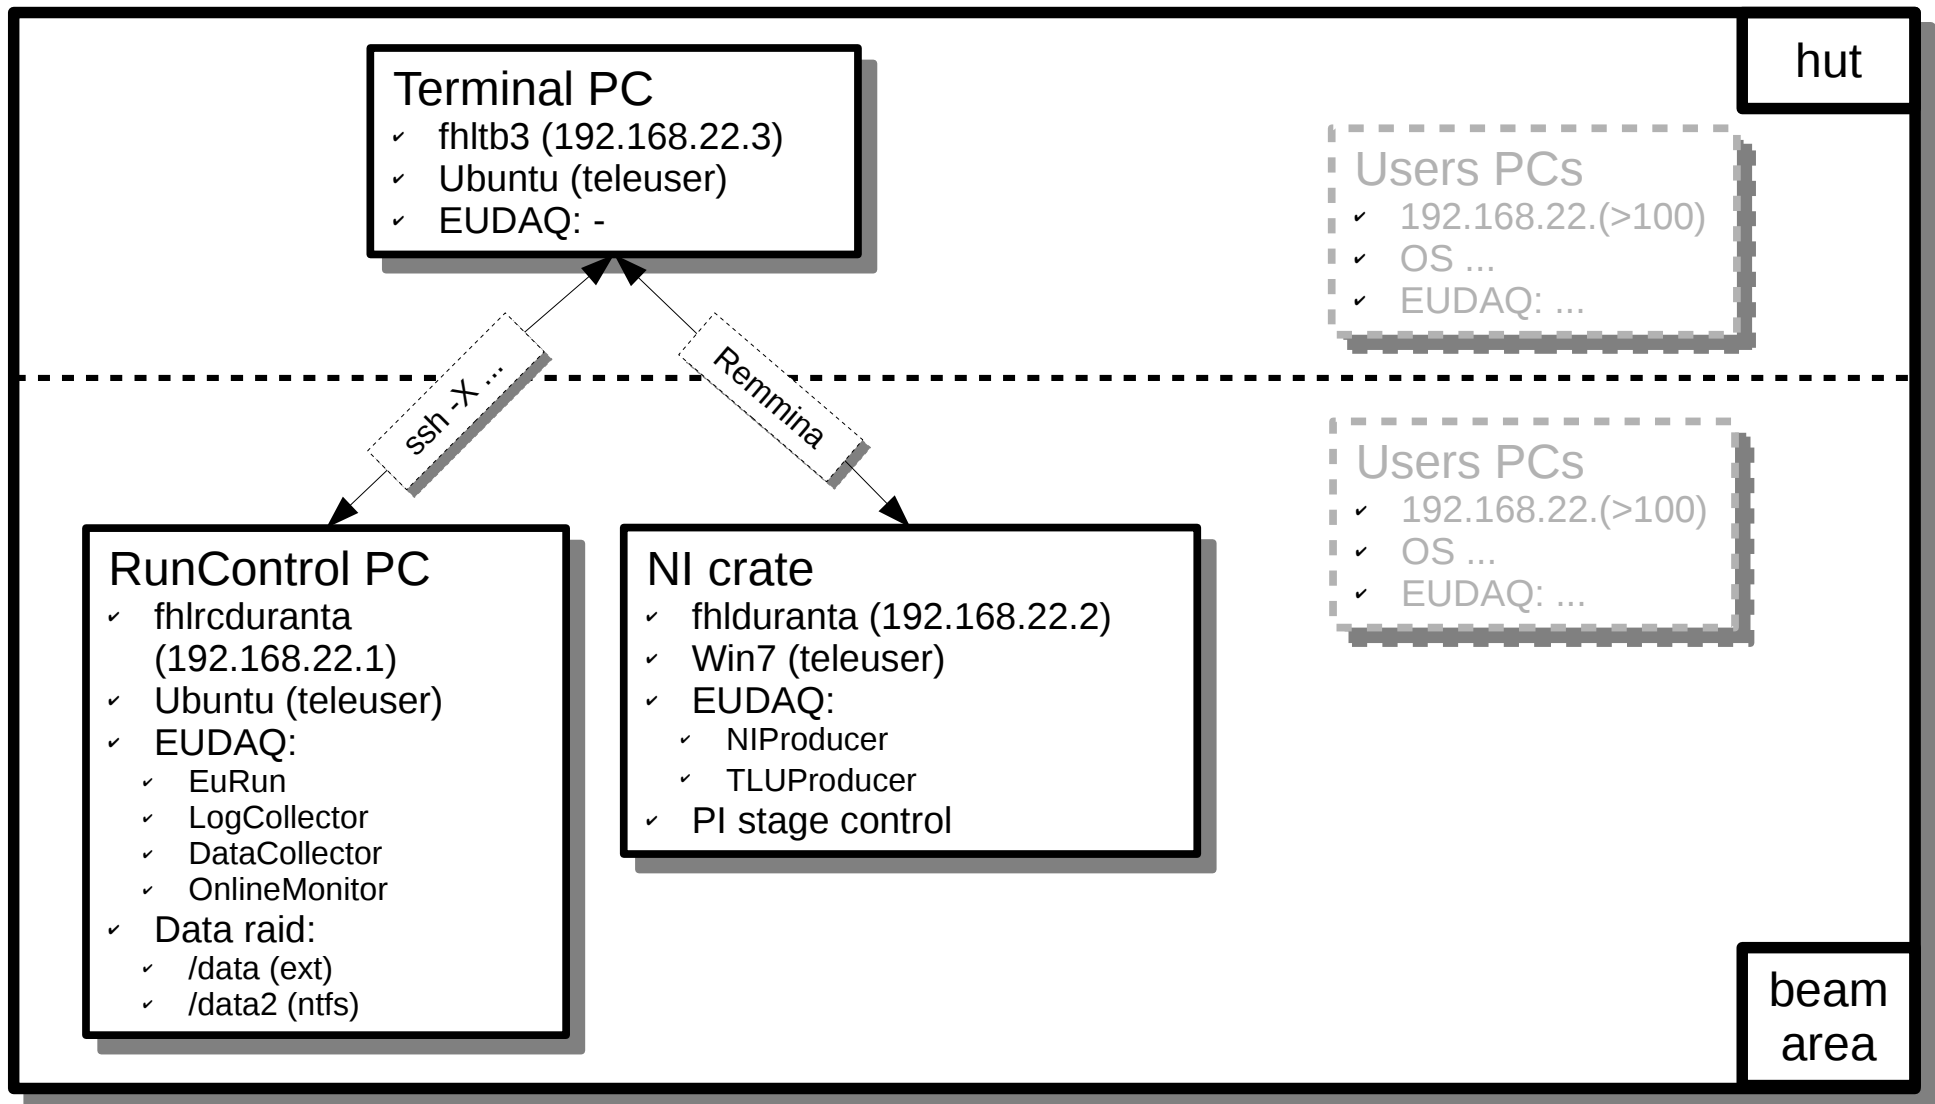 hut
Terminal PC
fhltb3 (192.168.22.3)
Ubuntu (teleuser)
EUDAQ: -
Users PCs
192.168.22.(>100)
OS ...
EUDAQ: ...
ssh -X ...
Remmina
Users PCs
192.168.22.(>100)
OS ...
EUDAQ: ...
RunControl PC
fhlrcduranta
(192.168.22.1)
Ubuntu (teleuser)
EUDAQ:
EuRun
LogCollector
DataCollector
OnlineMonitor
Data raid:
/data (ext)
/data2 (ntfs)
NI crate
fhlduranta (192.168.22.2)
Win7 (teleuser)
EUDAQ:
NIProducer
TLUProducer
PI stage control
beam
area